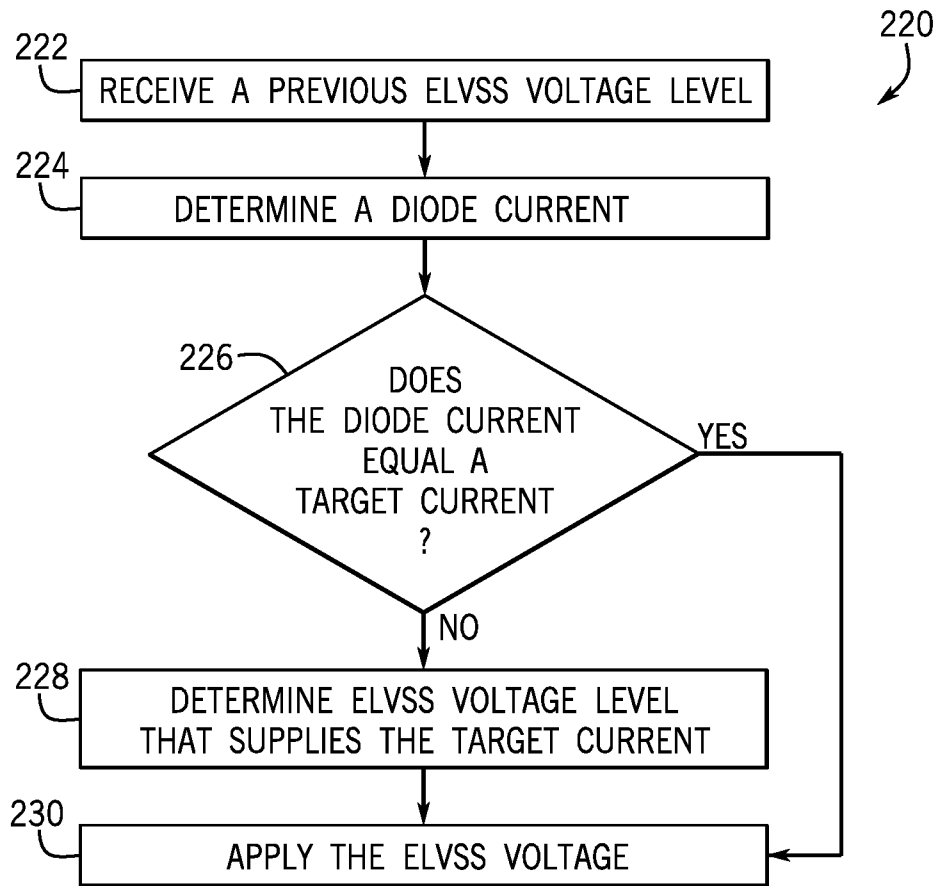 220
222
RECEIVE A PREVIOUS ELVSS VOLTAGE LEVEL
224
DETERMINE A DIODE CURRENT
226
DOES
THE DIODE CURRENT
EQUAL A
TARGET CURRENT
?
YES
NO
228
DETERMINE ELVSS VOLTAGE LEVEL
THAT SUPPLIES THE TARGET CURRENT
230
APPLY THE ELVSS VOLTAGE